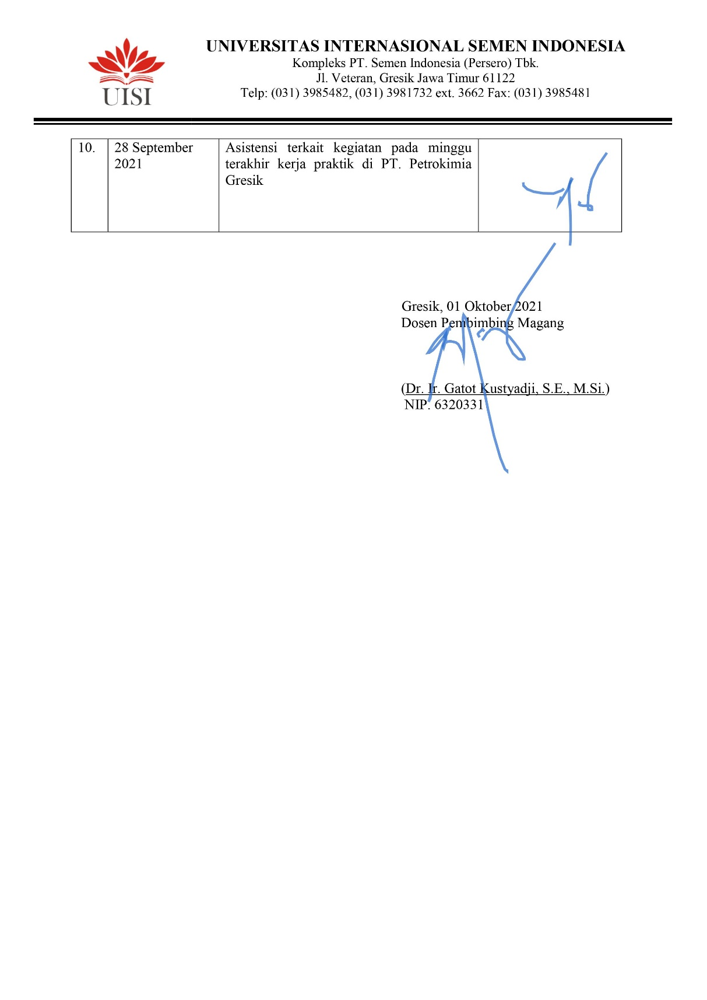 UISI
UNIVERSITAS INTERNASIONAL SEMEN INDONESIA
Kompleks PT. Semen Indonesia (Persero) Tbk.
Jl. Veteran, Gresik Jawa Timur 61122
Telp: (031) 3985482, (031) 3981732 ext. 3662 Fax: (031) 3985481
10.
28 September
2021
Asistensi terkait kegiatan pada minggu
terakhir kerja praktik di PT. Petrokimia
Gresik
Gresik, 01 Oktober 2021
Dosen Pembimbing Magang
(Dr. Ir. Gatot Kustyadji, S.E., M.Si.)
NIP. 6320331